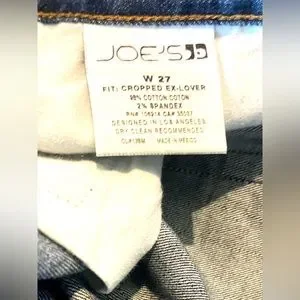 JOE'S
W 27
FIT: CROPPED EX-LOVER
98% COTTON COTON
2% SPANDEX
DESIGNED IN LOS ANGELES
DRY CLEAN RECOMMENDED
MADE IN MEXICO